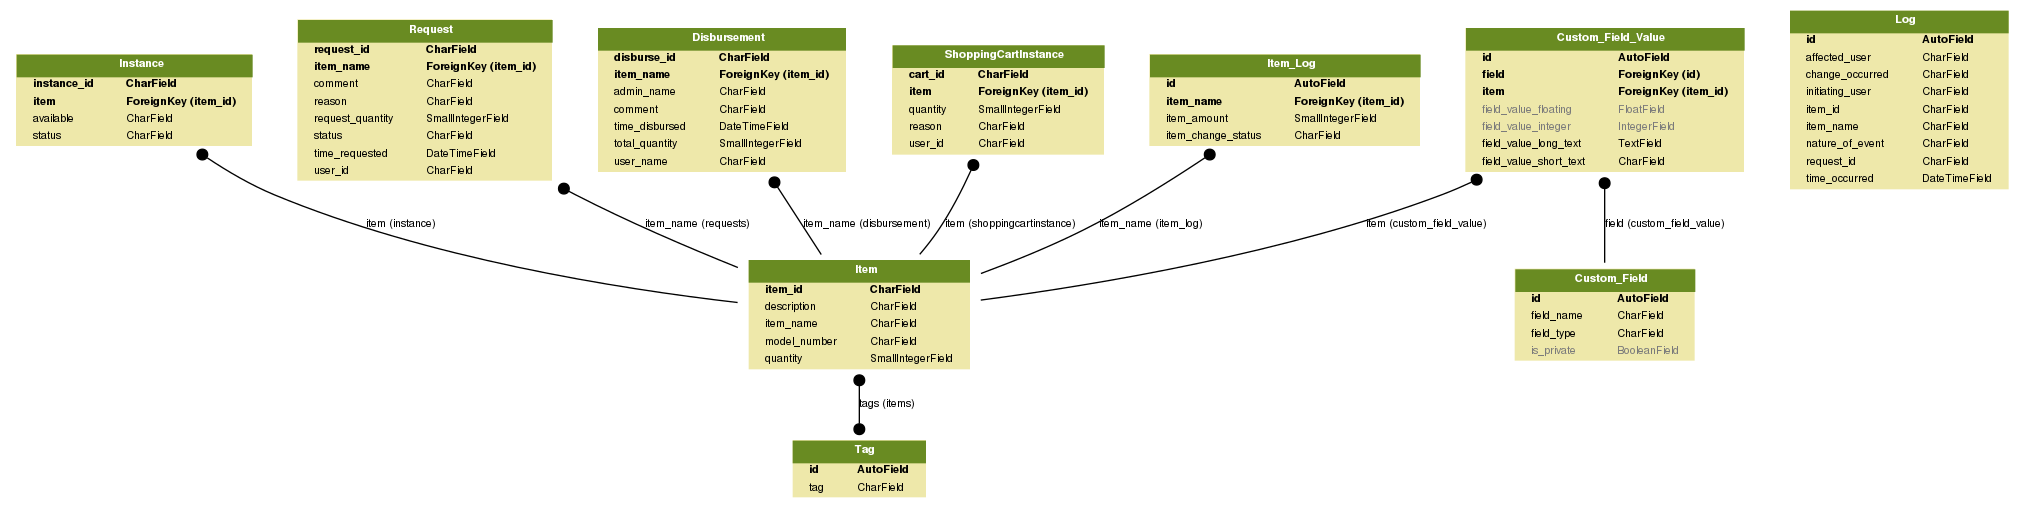 Instance
instance_id CharField
item ForeignKey (item_id)
available CharField
status CharField
Request
request_id CharField
item_name ForeignKey (item_id)
comment CharField
reason CharField
request_quantity SmallIntegerField
status CharField
time_requested DateTimeField
user_id CharField
Disbursement
disburse_id CharField
item_name ForeignKey (item_id)
admin_name CharField
comment CharField
time_disbursed DateTimeField
total_quantity SmallIntegerField
user_name CharField
ShoppingCartInstance
cart_id CharField
item ForeignKey (item_id)
quantity SmallIntegerField
reason CharField
user_id CharField
Item_Log
id AutoField
item_name ForeignKey (item_id)
item_amount SmallIntegerField
item_change_status CharField
Custom_Field_Value
id AutoField
field ForeignKey (id)
item ForeignKey (item_id)
field_value_floating FloatField
field_value_integer IntegerField
field_value_long_text TextField
field_value_short_text CharField
Log
id AutoField
affected_user CharField
change_occurred CharField
initiating_user CharField
item_id CharField
item_name CharField
nature_of_event CharField
request_id CharField
time_occurred DateTimeField
item (instance)
item_name (requests)
item_name (disbursement)
item (shoppingcartinstance)
item_name (item_log)
item (custom_field_value)
field (custom_field_value)
Item
item_id CharField
description CharField
item_name CharField
model_number CharField
quantity SmallIntegerField
Custom_Field
id AutoField
field_name CharField
field_type CharField
is_private BooleanField
tags (items)
Tag
id AutoField
tag CharField